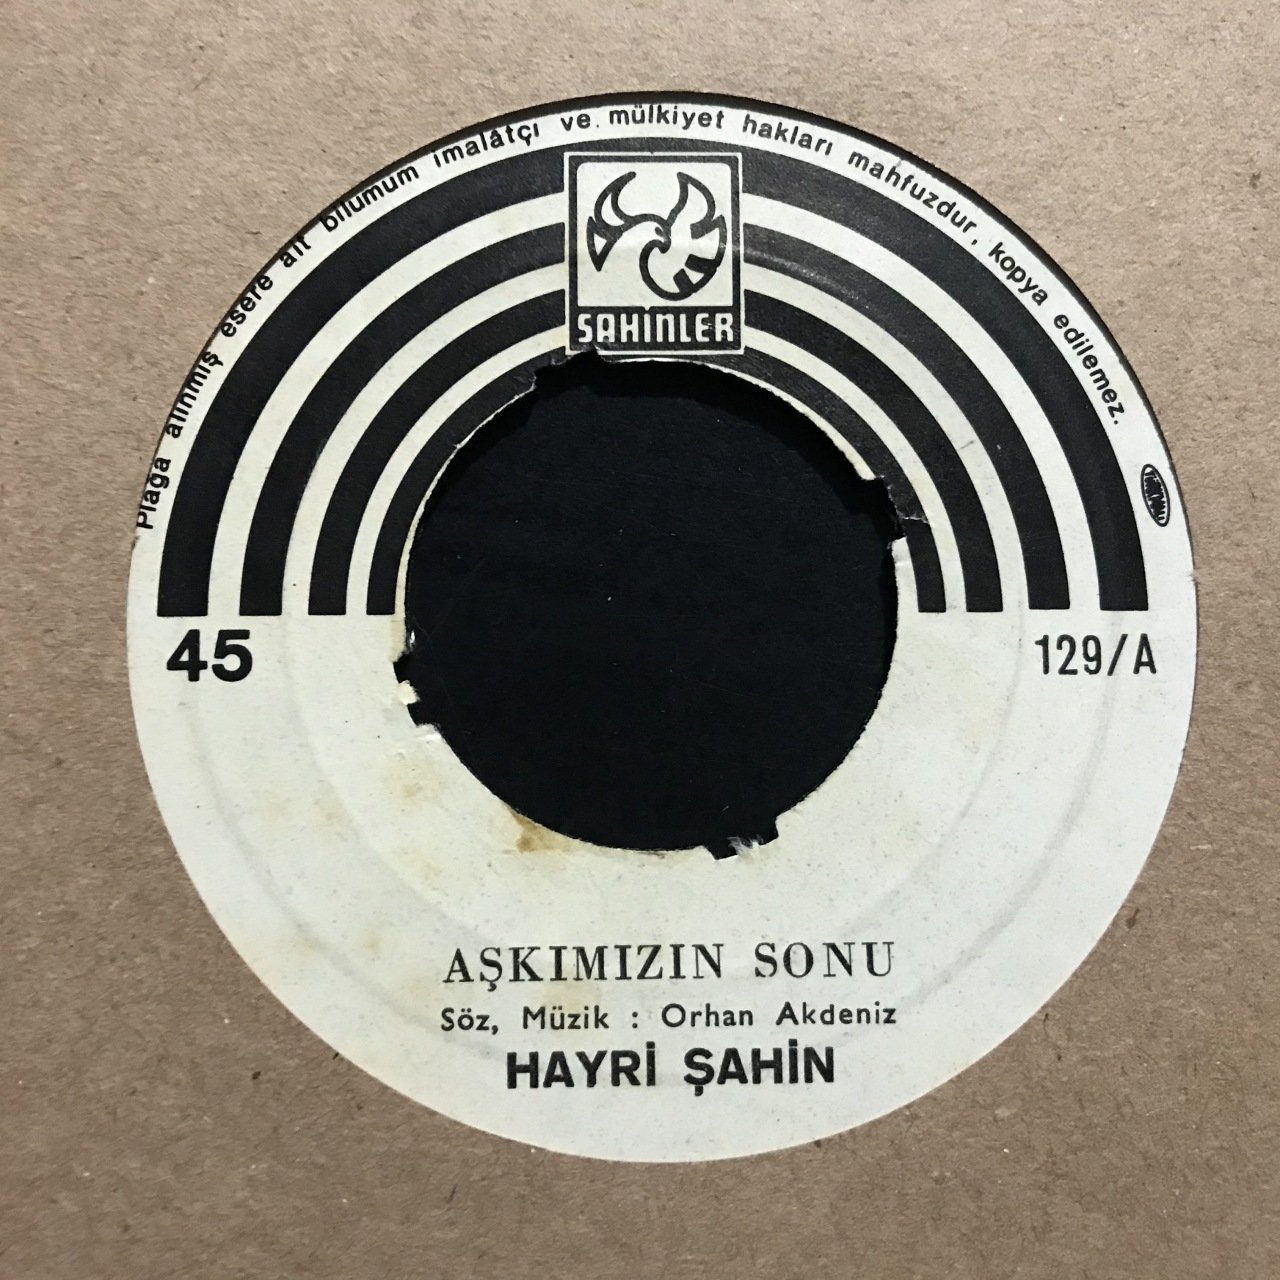 Plağa alınmış esere ait bilumum imalâtçı ve mülkiyet hakları mahfuzdur, kopya edilemez.
SAHİNLER
45
129/A
AŞKIMIZIN SONU
Söz, Müzik : Orhan Akdeniz
HAYRİ ŞAHİN